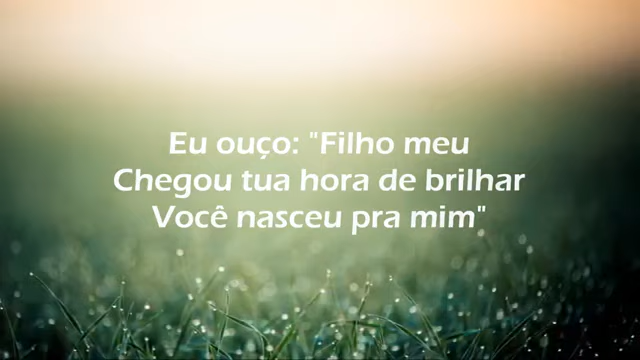 Eu ouço: "Filho meu
Chegou tua hora de brilhar
Você nasceu pra mim"